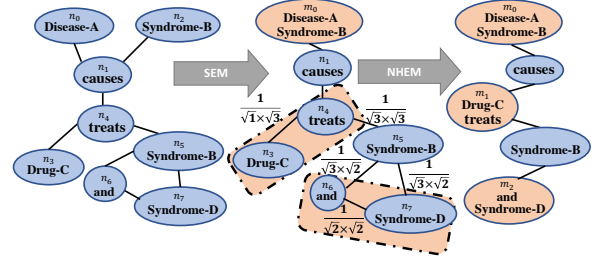 n₀
Disease-A
n₂
Syndrome-B
n₁
causes
n₄
treats
n₃
Drug-C
n₅
Syndrome-B
n₆
and
n₇
Syndrome-D
SEM
m₀
Disease-A
Syndrome-B
n₁
causes
1
√1×√3
n₄
treats
1
√3×√3
n₃
Drug-C
n₅
Syndrome-B
1
√3×√2
1
√3×√2
n₆
and
1
√2×√2
n₇
Syndrome-D
NHEM
m₀
Disease-A
Syndrome-B
causes
m₁
Drug-C
treats
Syndrome-B
m₂
and
Syndrome-D